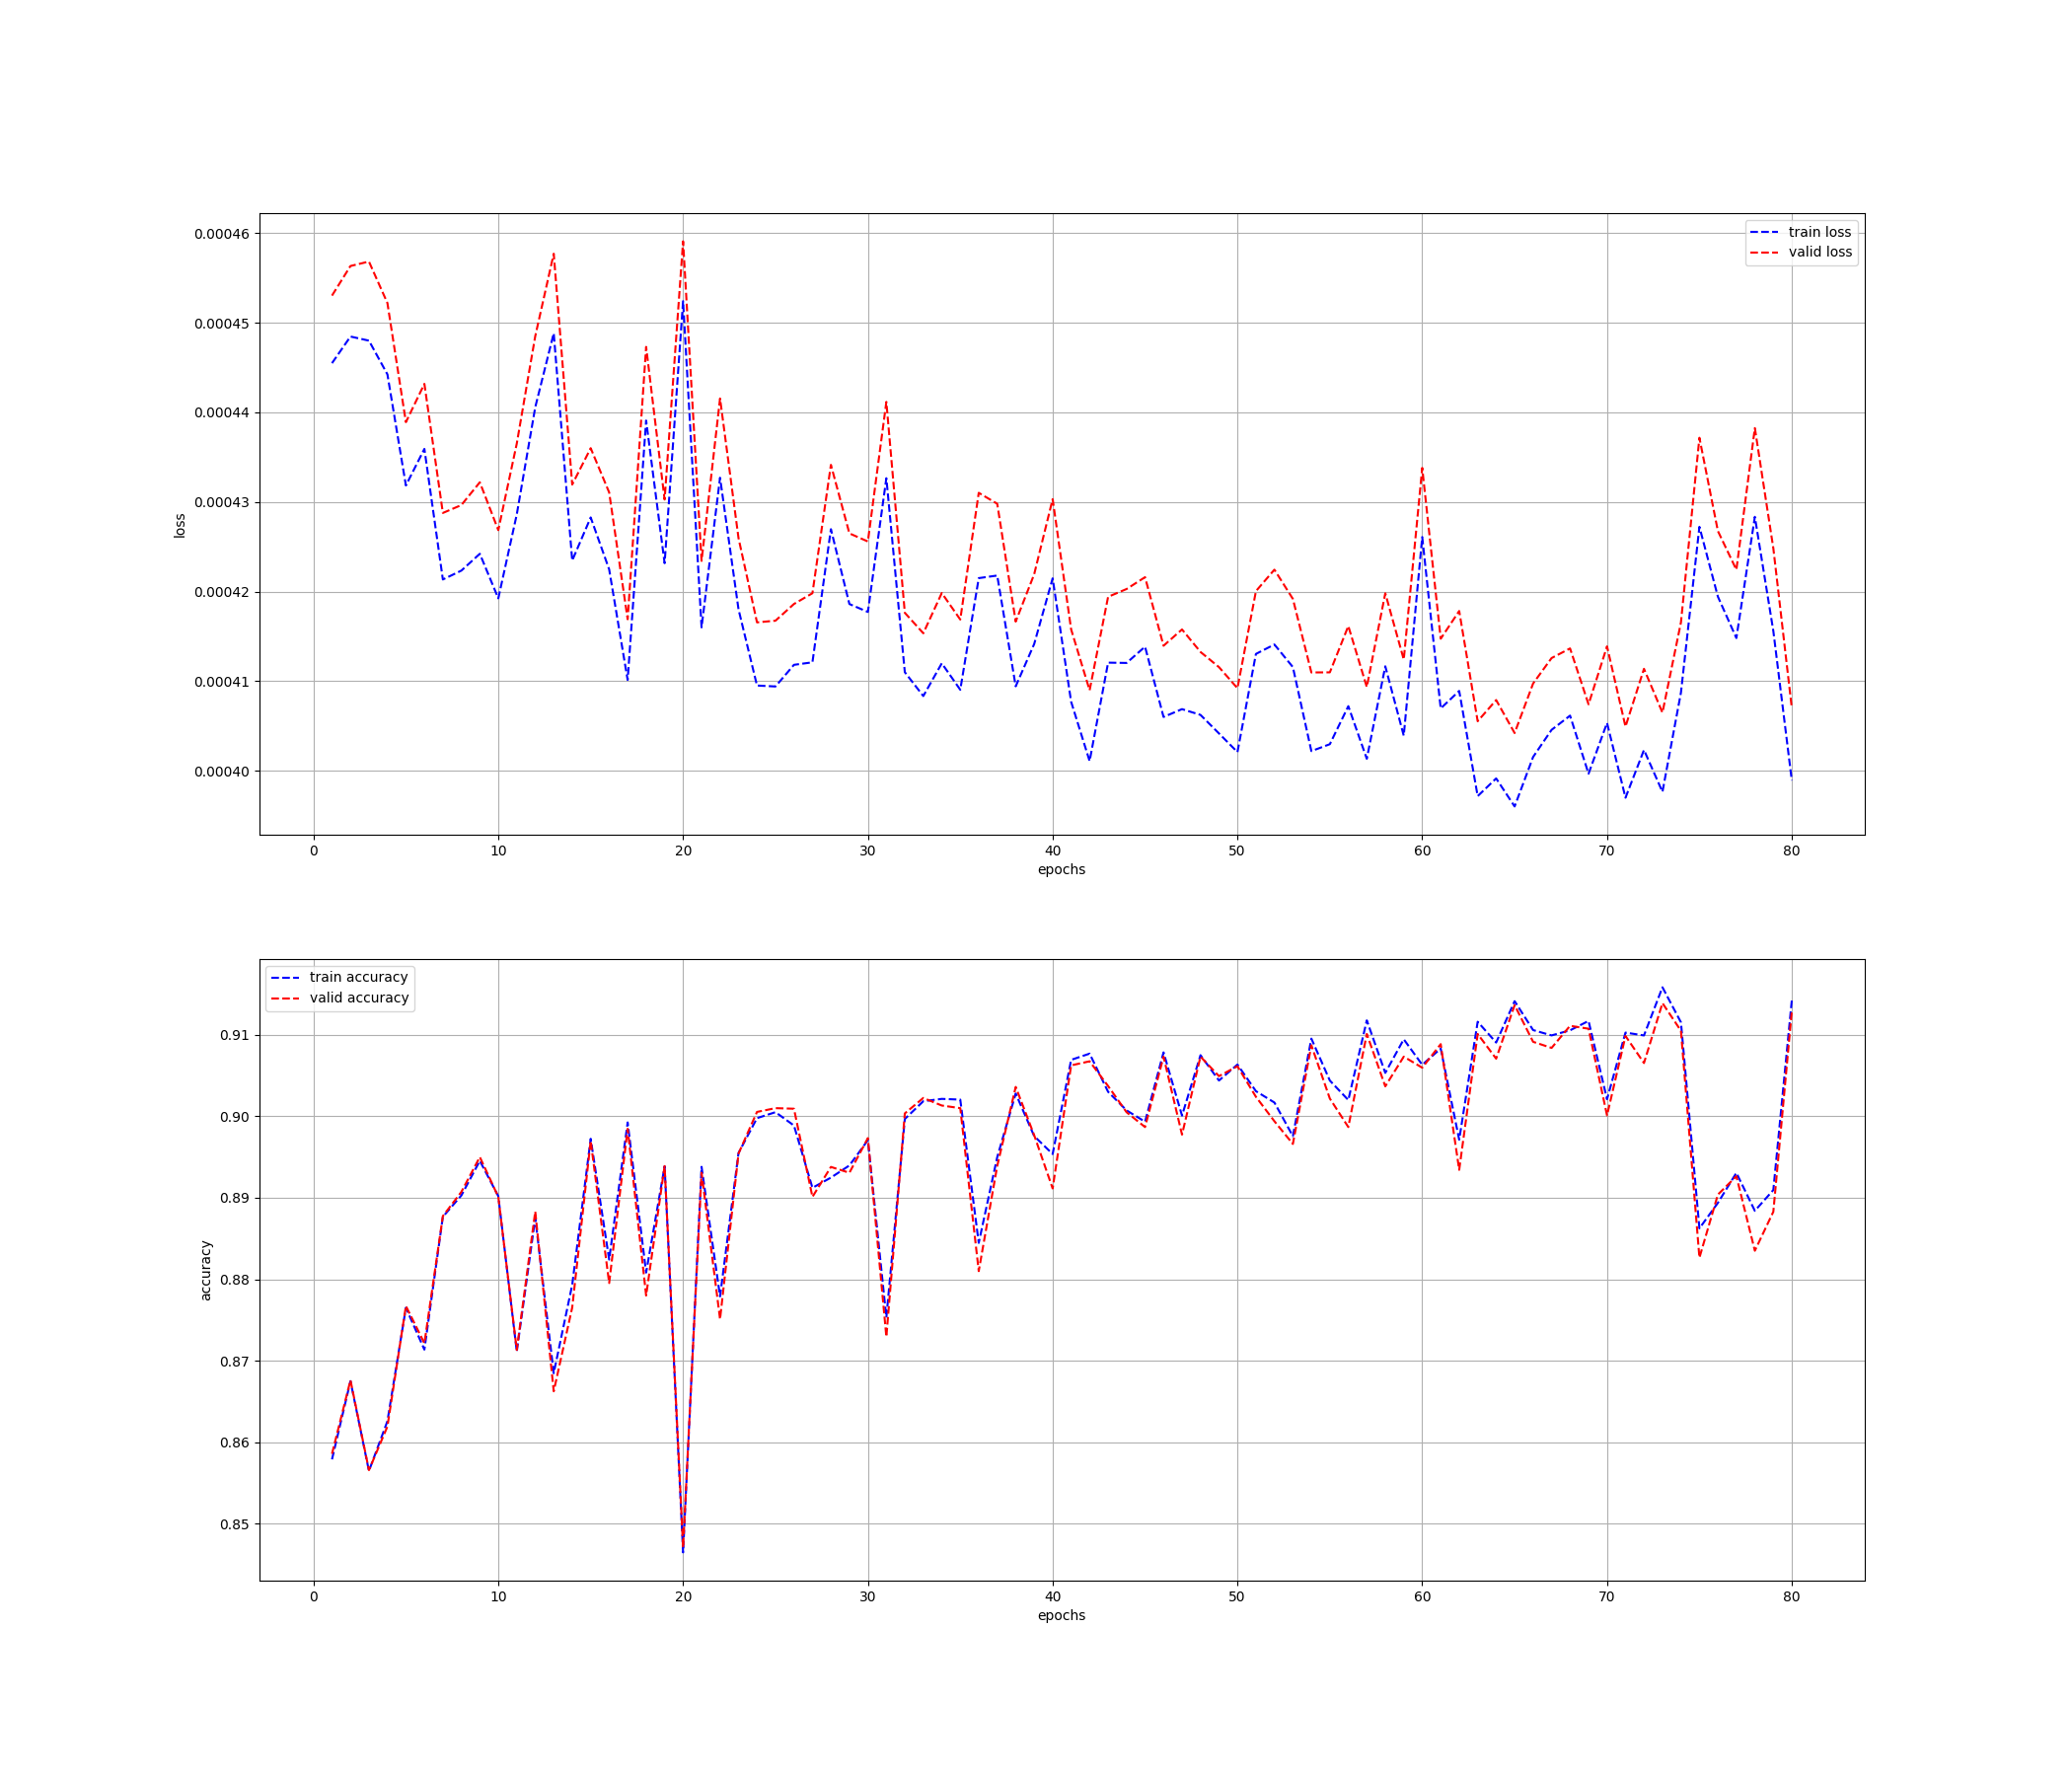 0.00046
0.00045
0.00044
0.00043
0.00042
0.00041
0.00040
loss
train loss
valid loss
0 10 20 30 40 50 60 70 80
epochs
train accuracy
valid accuracy
0.91
0.90
0.89
0.88
0.87
0.86
0.85
accuracy
0 10 20 30 40 50 60 70 80
epochs